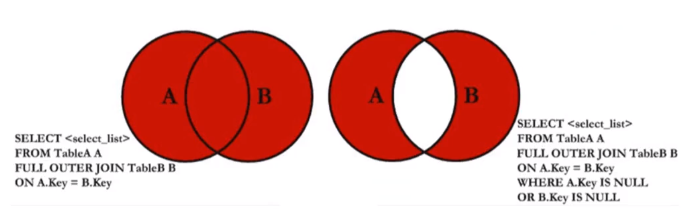 A B
SELECT <select_list>
FROM TableA A
FULL OUTER JOIN TableB B
ON A.Key = B.Key
A B
SELECT <select_list>
FROM TableA A
FULL OUTER JOIN TableB B
ON A.Key = B.Key
WHERE A.Key IS NULL
OR B.Key IS NULL